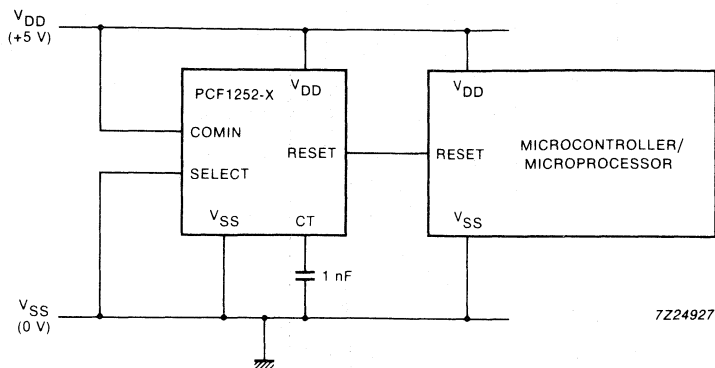 VDD
(+5 V)
PCF1252-X
VDD
COMIN
SELECT
RESET
VSS
CT
1 nF
VDD
RESET
MICROCONTROLLER/
MICROPROCESSOR
VSS
VSS
(0 V)
7Z24927